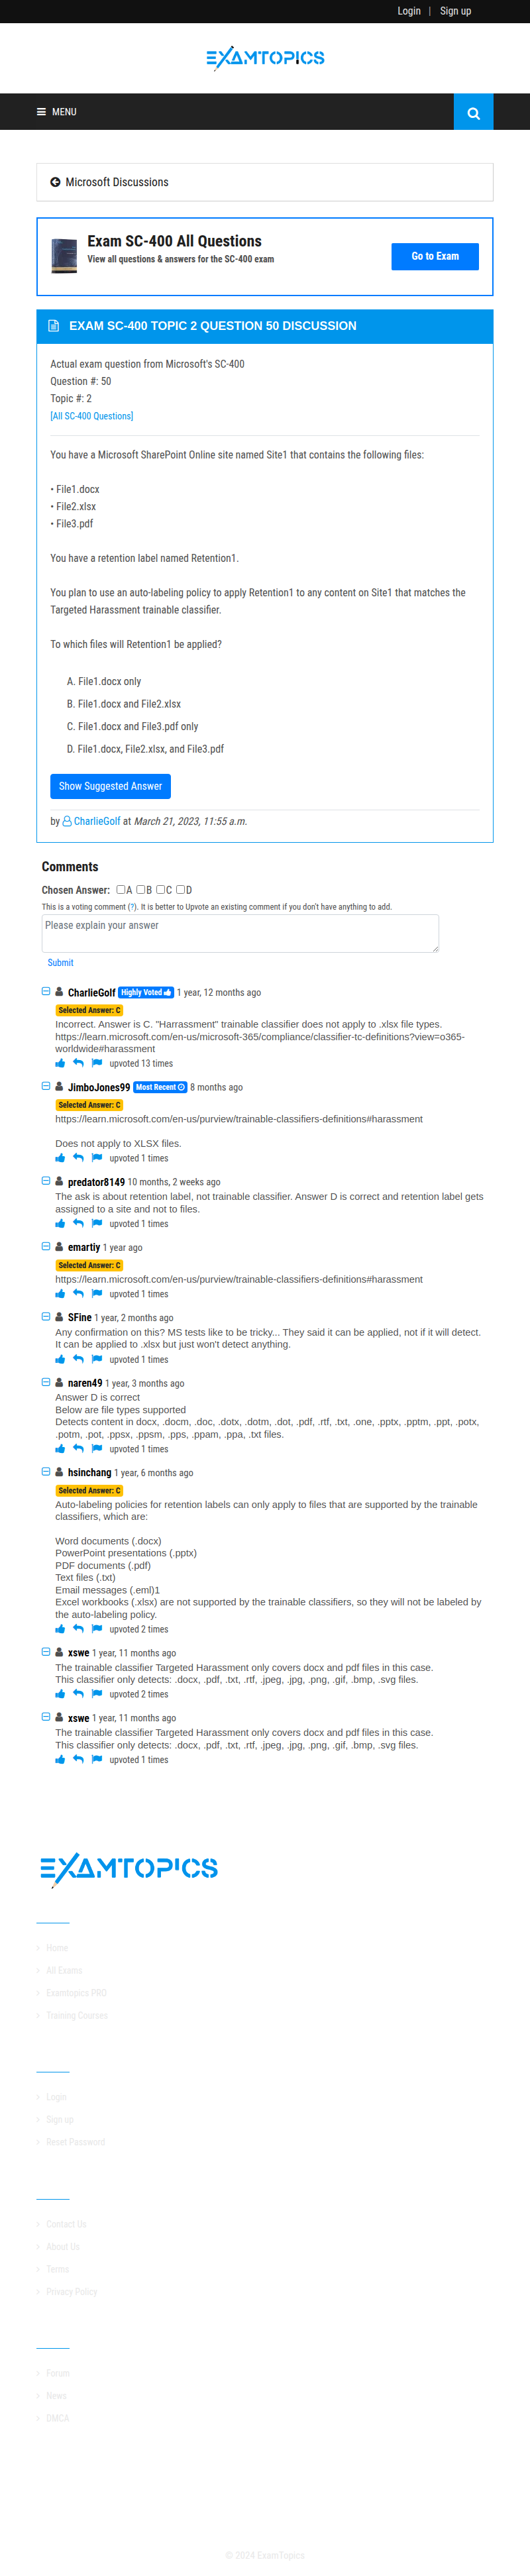 Login | Sign up
EXAMTOPICS
MENU
Microsoft Discussions
Exam SC-400 All Questions
View all questions & answers for the SC-400 exam
Go to Exam
EXAM SC-400 TOPIC 2 QUESTION 50 DISCUSSION
Actual exam question from Microsoft's SC-400
Question #: 50
Topic #: 2
[All SC-400 Questions]
You have a Microsoft SharePoint Online site named Site1 that contains the following files:
• File1.docx
• File2.xlsx
• File3.pdf
You have a retention label named Retention1.
You plan to use an auto-labeling policy to apply Retention1 to any content on Site1 that matches the
Targeted Harassment trainable classifier.
To which files will Retention1 be applied?
A. File1.docx only
B. File1.docx and File2.xlsx
C. File1.docx and File3.pdf only
D. File1.docx, File2.xlsx, and File3.pdf
Show Suggested Answer
by CharlieGolf at March 21, 2023, 11:55 a.m.
Comments
Chosen Answer: A B C D
This is a voting comment (?). It is better to Upvote an existing comment if you don't have anything to add.
Please explain your answer
Submit
CharlieGolf Highly Voted 1 year, 12 months ago
Selected Answer: C
Incorrect. Answer is C. "Harrassment" trainable classifier does not apply to .xlsx file types.
https://learn.microsoft.com/en-us/microsoft-365/compliance/classifier-tc-definitions?view=o365-
worldwide#harassment
upvoted 13 times
JimboJones99 Most Recent 8 months ago
Selected Answer: C
https://learn.microsoft.com/en-us/purview/trainable-classifiers-definitions#harassment
Does not apply to XLSX files.
upvoted 1 times
predator8149 10 months, 2 weeks ago
The ask is about retention label, not trainable classifier. Answer D is correct and retention label gets
assigned to a site and not to files.
upvoted 1 times
emartiy 1 year ago
Selected Answer: C
https://learn.microsoft.com/en-us/purview/trainable-classifiers-definitions#harassment
upvoted 1 times
SFine 1 year, 2 months ago
Any confirmation on this? MS tests like to be tricky... They said it can be applied, not if it will detect.
It can be applied to .xlsx but just won't detect anything.
upvoted 1 times
naren49 1 year, 3 months ago
Answer D is correct
Below are file types supported
Detects content in docx, .docm, .doc, .dotx, .dotm, .dot, .pdf, .rtf, .txt, .one, .pptx, .pptm, .ppt, .potx,
.potm, .pot, .ppsx, .ppsm, .pps, .ppam, .ppa, .txt files.
upvoted 1 times
hsinchang 1 year, 6 months ago
Selected Answer: C
Auto-labeling policies for retention labels can only apply to files that are supported by the trainable
classifiers, which are:
Word documents (.docx)
PowerPoint presentations (.pptx)
PDF documents (.pdf)
Text files (.txt)
Email messages (.eml)1
Excel workbooks (.xlsx) are not supported by the trainable classifiers, so they will not be labeled by
the auto-labeling policy.
upvoted 2 times
xswe 1 year, 11 months ago
The trainable classifier Targeted Harassment only covers docx and pdf files in this case.
This classifier only detects: .docx, .pdf, .txt, .rtf, .jpeg, .jpg, .png, .gif, .bmp, .svg files.
upvoted 2 times
xswe 1 year, 11 months ago
The trainable classifier Targeted Harassment only covers docx and pdf files in this case.
This classifier only detects: .docx, .pdf, .txt, .rtf, .jpeg, .jpg, .png, .gif, .bmp, .svg files.
upvoted 1 times
EXAMTOPICS
Home
All Exams
Examtopics PRO
Training Courses
Login
Sign up
Reset Password
Contact Us
About Us
Terms
Privacy Policy
Forum
News
DMCA
© 2024 ExamTopics